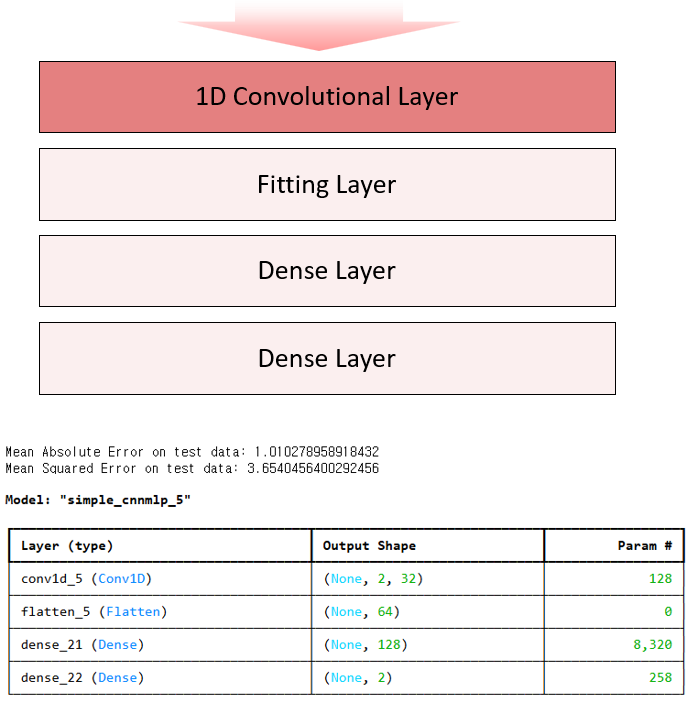 1D Convolutional Layer
Fitting Layer
Dense Layer
Dense Layer
Mean Absolute Error on test data: 1.010278958918432
Mean Squared Error on test data: 3.6540456400292456
Model: "simple_cnnmlp_5"
Layer (type) Output Shape Param #
conv1d_5 (Conv1D) (None, 2, 32) 128
flatten_5 (Flatten) (None, 64) 0
dense_21 (Dense) (None, 128) 8,320
dense_22 (Dense) (None, 2) 258